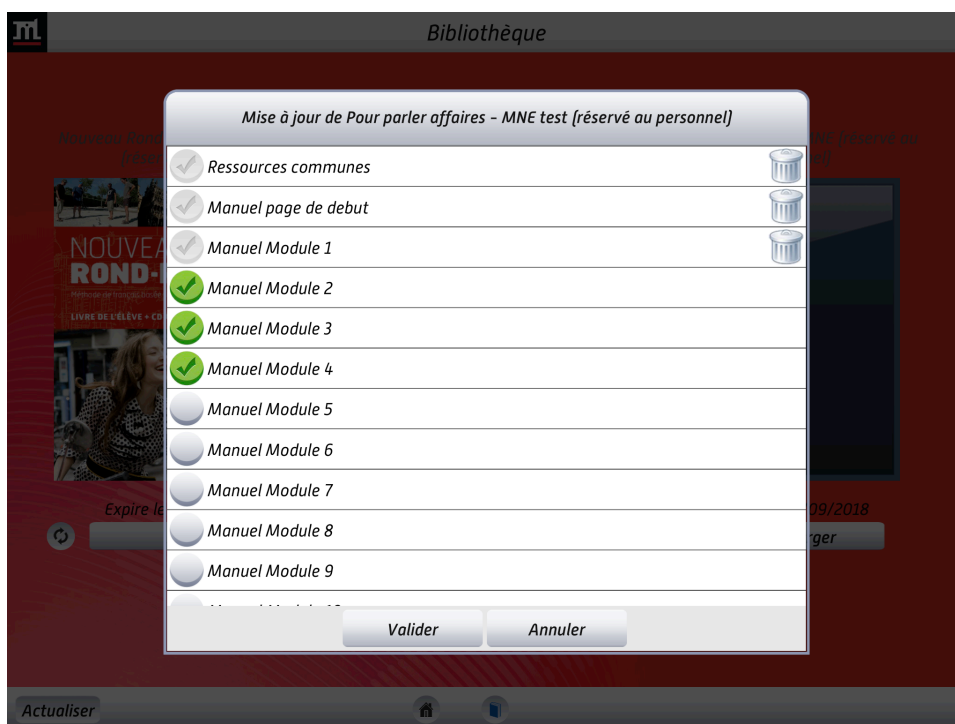 Bibliothèque
Mise à jour de Pour parler affaires - MNE test (réservé au personnel)
Ressources communes
Manuel page de debut
Manuel Module 1
Manuel Module 2
Manuel Module 3
Manuel Module 4
Manuel Module 5
Manuel Module 6
Manuel Module 7
Manuel Module 8
Manuel Module 9
Valider
Annuler
NOUVEA
ROND-
LIVRE DE L'ÉLÈVE + CD
Expire le
09/2018
rger
Actualiser